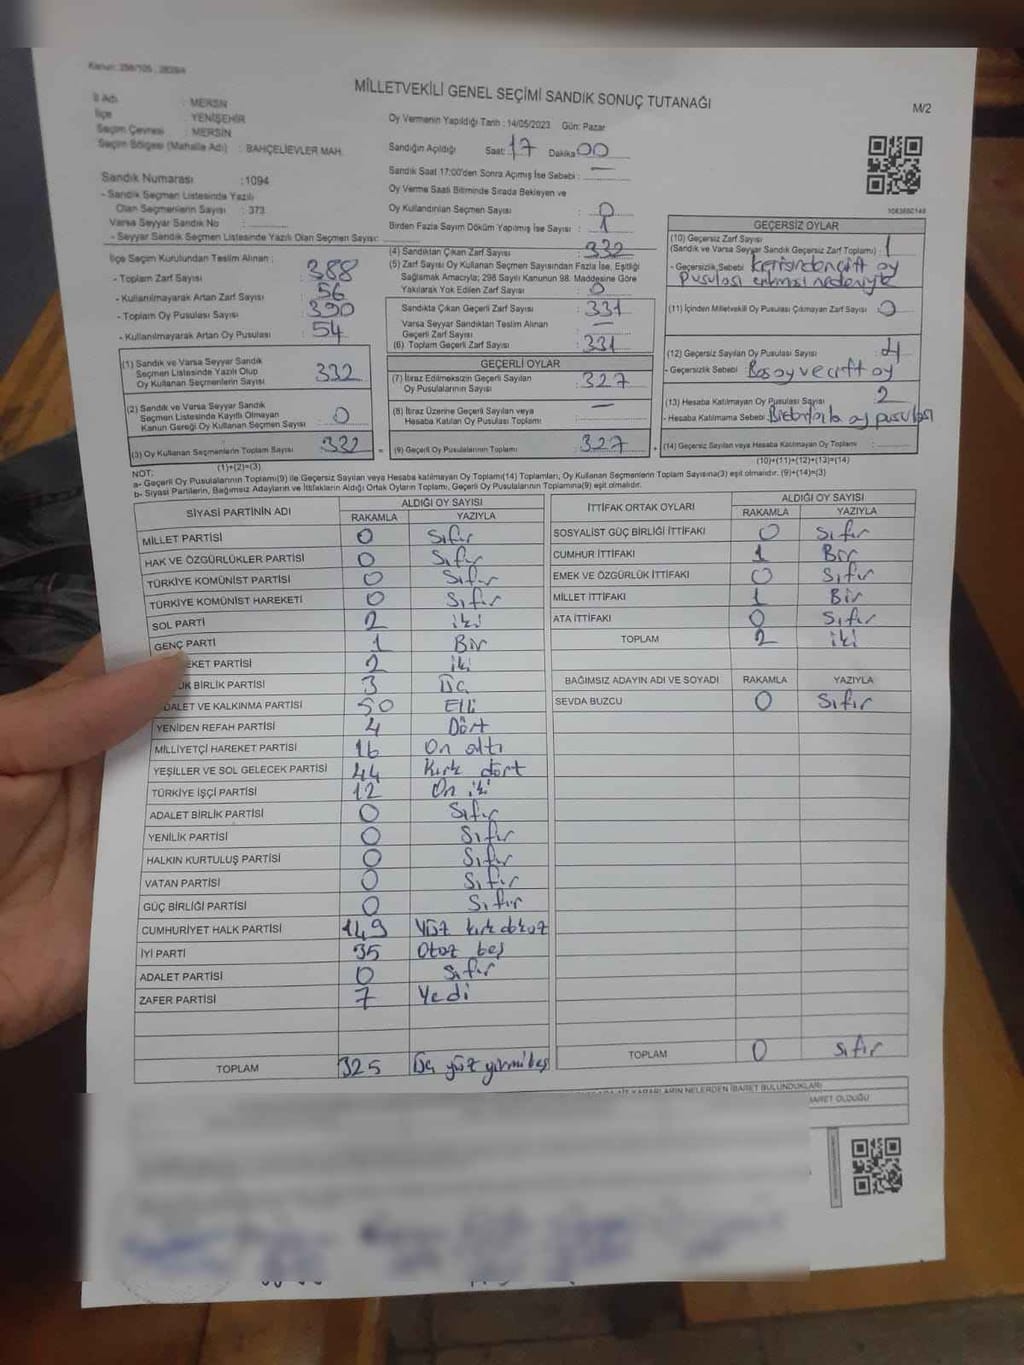 Kanun: 298/105 , 2839/4
MİLLETVEKİLİ GENEL SEÇİMİ SANDIK SONUÇ TUTANAĞI
M/2
İl Adı : MERSİN
İlçe : YENİŞEHİR
Seçim Çevresi : MERSİN
Seçim Bölgesi (Mahalle Adı) : BAHÇELİEVLER MAH.
Sandık Numarası :1094
- Sandık Seçmen Listesinde Yazılı
Olan Seçmenlerin Sayısı : 373
Varsa Seyyar Sandık No :
- Seyyar Sandık Seçmen Listesinde Yazılı Olan Seçmen Sayısı:
Oy Vermenin Yapıldığı Tarih : 14/05/2023 Gün: Pazar
Sandığın Açıldığı Saat: 17 Dakika: 00
Sandık Saat 17:00'den Sonra Açılmış İse Sebebi : —
Oy Verme Saati Bitiminde Sırada Bekleyen ve
Oy Kullandırılan Seçmen Sayısı : 0
Birden Fazla Sayım Döküm Yapılmış İse Sayısı : 1
İlçe Seçim Kurulundan Teslim Alınan :
- Toplam Zarf Sayısı : 388
- Kullanılmayarak Artan Zarf Sayısı : 56
- Toplam Oy Pusulası Sayısı : 390
- Kullanılmayarak Artan Oy Pusulası : 54
(1) Sandık ve Varsa Seyyar Sandık
Seçmen Listesinde Yazılı Olup
Oy Kullanan Seçmenlerin Sayısı : 332
(2) Sandık ve Varsa Seyyar Sandık
Seçmen Listesinde Kayıtlı Olmayan
Kanun Gereği Oy Kullanan Seçmen Sayısı : 0
(3) Oy Kullanan Seçmenlerin Toplam Sayısı : 332
(1)+(2)=(3)
(4) Sandıktan Çıkan Zarf Sayısı : 332
(5) Zarf Sayısı Oy Kullanan Seçmen Sayısından Fazla İse, Eşitliği
Sağlamak Amacıyla; 298 Sayılı Kanunun 98. Maddesine Göre
Yakılarak Yok Edilen Zarf Sayısı : 0
Sandıkta Çıkan Geçerli Zarf Sayısı : 331
Varsa Seyyar Sandıktan Teslim Alınan
Geçerli Zarf Sayısı : —
(6) Toplam Geçerli Zarf Sayısı : 331
GEÇERLİ OYLAR
(7) İtiraz Edilmeksizin Geçerli Sayılan
Oy Pusulalarının Sayısı : 327
(8) İtiraz Üzerine Geçerli Sayılan veya
Hesaba Katılan Oy Pusulası Toplamı : —
= (9) Geçerli Oy Pusulalarının Toplamı : 327 +
GEÇERSİZ OYLAR
(10) Geçersiz Zarf Sayısı
(Sandık ve Varsa Seyyar Sandık Geçersiz Zarf Toplamı) : 1
- Geçersizlik Sebebi : içerisinden çift oy
pusulası çıkması nedeniyle
(11) İçinden Milletvekili Oy Pusulası Çıkmayan Zarf Sayısı : 0
(12) Geçersiz Sayılan Oy Pusulası Sayısı : 4
- Geçersizlik Sebebi : Boş oy ve çift oy
(13) Hesaba Katılmayan Oy Pusulası Sayısı : 2
- Hesaba Katılmama Sebebi : Birden fazla oy pusulası
(14) Geçersiz Sayılan veya Hesaba Katılmayan Oy Toplamı :
(10)+(11)+(12)+(13)=(14)
NOT:
a- Geçerli Oy Pusulalarının Toplamı(9) ile Geçersiz Sayılan veya Hesaba katılmayan Oy Toplamı(14) Toplamları, Oy Kullanan Seçmenlerin Toplam Sayısına(3) eşit olmalıdır. (9)+(14)=(3)
b- Siyasi Partilerin, Bağımsız Adayların ve İttifakların Aldığı Ortak Oyların Toplamı, Geçerli Oy Pusulalarının Toplamına(9) eşit olmalıdır.
SİYASİ PARTİNİN ADI ALDIĞI OY SAYISI
RAKAMLA YAZIYLA
MİLLET PARTİSİ 0 Sıfır
HAK VE ÖZGÜRLÜKLER PARTİSİ 0 Sıfır
TÜRKİYE KOMÜNİST PARTİSİ 0 Sıfır
TÜRKİYE KOMÜNİST HAREKETİ 0 Sıfır
SOL PARTİ 2 iki
GENÇ PARTİ 1 Bir
EKET PARTİSİ 2 iki
K BİRLİK PARTİSİ 3 Üç
DALET VE KALKINMA PARTİSİ 50 Elli
YENİDEN REFAH PARTİSİ 4 Dört
MİLLİYETÇİ HAREKET PARTİSİ 16 On altı
YEŞİLLER VE SOL GELECEK PARTİSİ 44 Kırk dört
TÜRKİYE İŞÇİ PARTİSİ 12 On iki
ADALET BİRLİK PARTİSİ 0 Sıfır
YENİLİK PARTİSİ 0 Sıfır
HALKIN KURTULUŞ PARTİSİ 0 Sıfır
VATAN PARTİSİ 0 Sıfır
GÜÇ BİRLİĞİ PARTİSİ 0 Sıfır
CUMHURİYET HALK PARTİSİ 149 Yüz kırk dokuz
İYİ PARTİ 35 Otuz beş
ADALET PARTİSİ 0 Sıfır
ZAFER PARTİSİ 7 Yedi
TOPLAM 325 Üç yüz yirmi beş
İTTİFAK ORTAK OYLARI ALDIĞI OY SAYISI
RAKAMLA YAZIYLA
SOSYALİST GÜÇ BİRLİĞİ İTTİFAKI 0 Sıfır
CUMHUR İTTİFAKI 1 Bir
EMEK VE ÖZGÜRLÜK İTTİFAKI 0 Sıfır
MİLLET İTTİFAKI 1 Bir
ATA İTTİFAKI 0 Sıfır
TOPLAM 2 iki
BAĞIMSIZ ADAYIN ADI VE SOYADI RAKAMLA YAZIYLA
SEVDA BUZCU 0 Sıfır
TOPLAM 0 Sıfır
KARARLARIN NELERDEN İBARET BULUNDUKLARI
BARET OLDUĞU